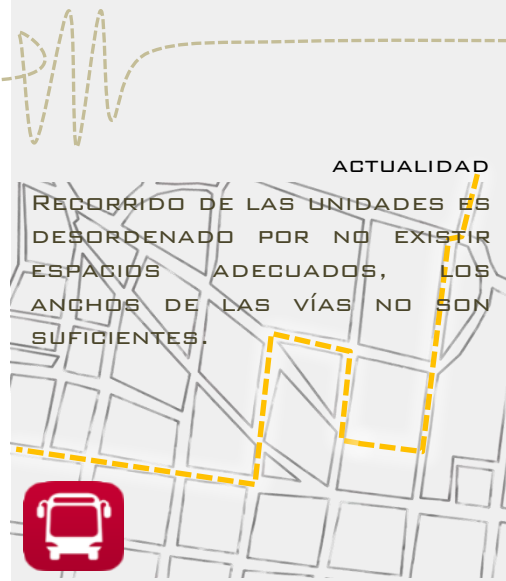 ACTUALIDAD
RECORRIDO DE LAS UNIDADES ES
DESORDENADO POR NO EXISTIR
ESPACIOS ADECUADOS, LOS
ANCHOS DE LAS VÍAS NO SON
SUFICIENTES.